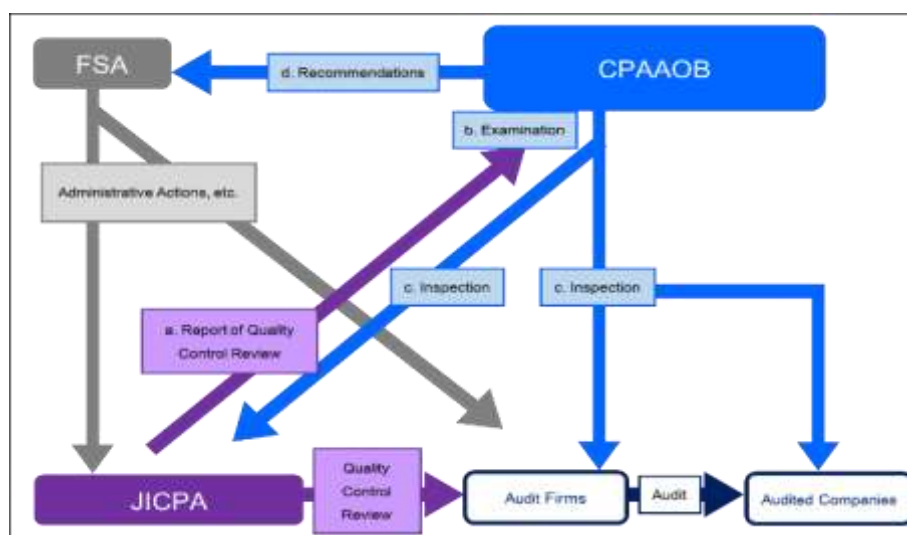 FSA
CPAAOB
d. Recommendations
b. Examination
Administrative Actions, etc.
c. Inspection
c. Inspection
a. Report of Quality
Control Review
JICPA
Quality
Control
Review
Audit Firms
Audit
Audited Companies